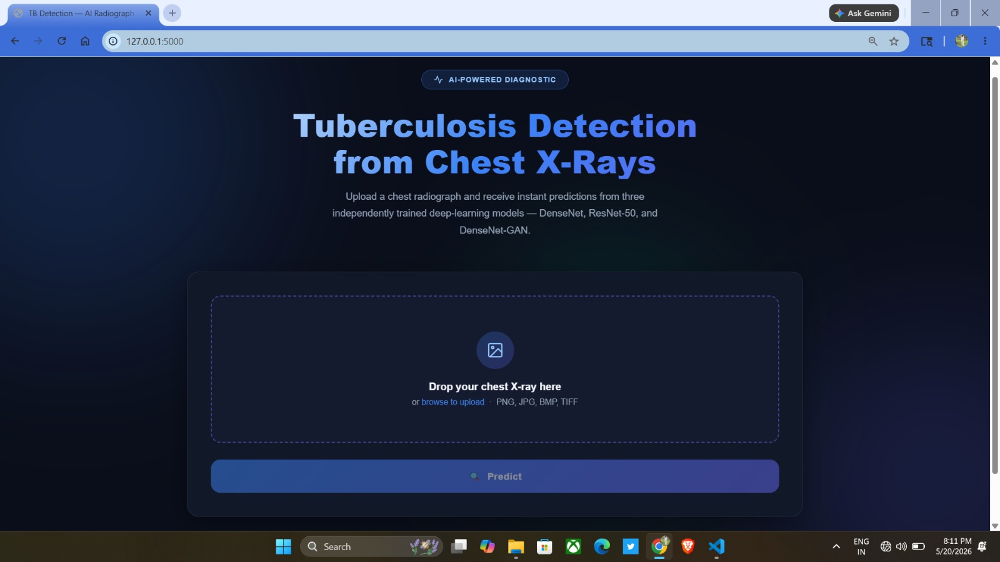 TB Detection — AI Radiograph
Ask Gemini
127.0.0.1:5000
AI-POWERED DIAGNOSTIC
Tuberculosis Detection
from Chest X-Rays
Upload a chest radiograph and receive instant predictions from three
independently trained deep-learning models — DenseNet, ResNet-50, and
DenseNet-GAN.
Drop your chest X-ray here
or browse to upload · PNG, JPG, BMP, TIFF
Predict
Search
ENG
IN
8:11 PM
5/20/2026